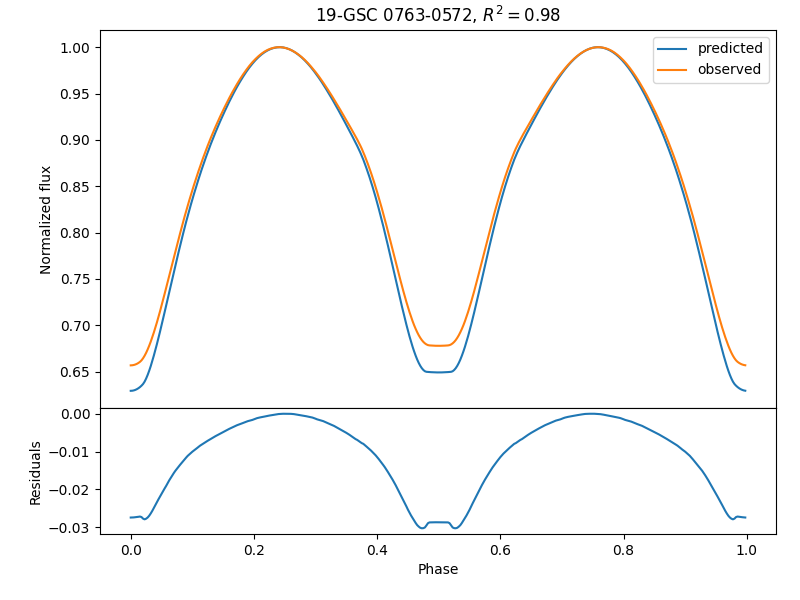 19-GSC 0763-0572, $R^2 = 0.98$
predicted
observed
Normalized flux
1.00
0.95
0.90
0.85
0.80
0.75
0.70
0.65
Residuals
0.00
−0.01
−0.02
−0.03
0.0 0.2 0.4 0.6 0.8 1.0
Phase